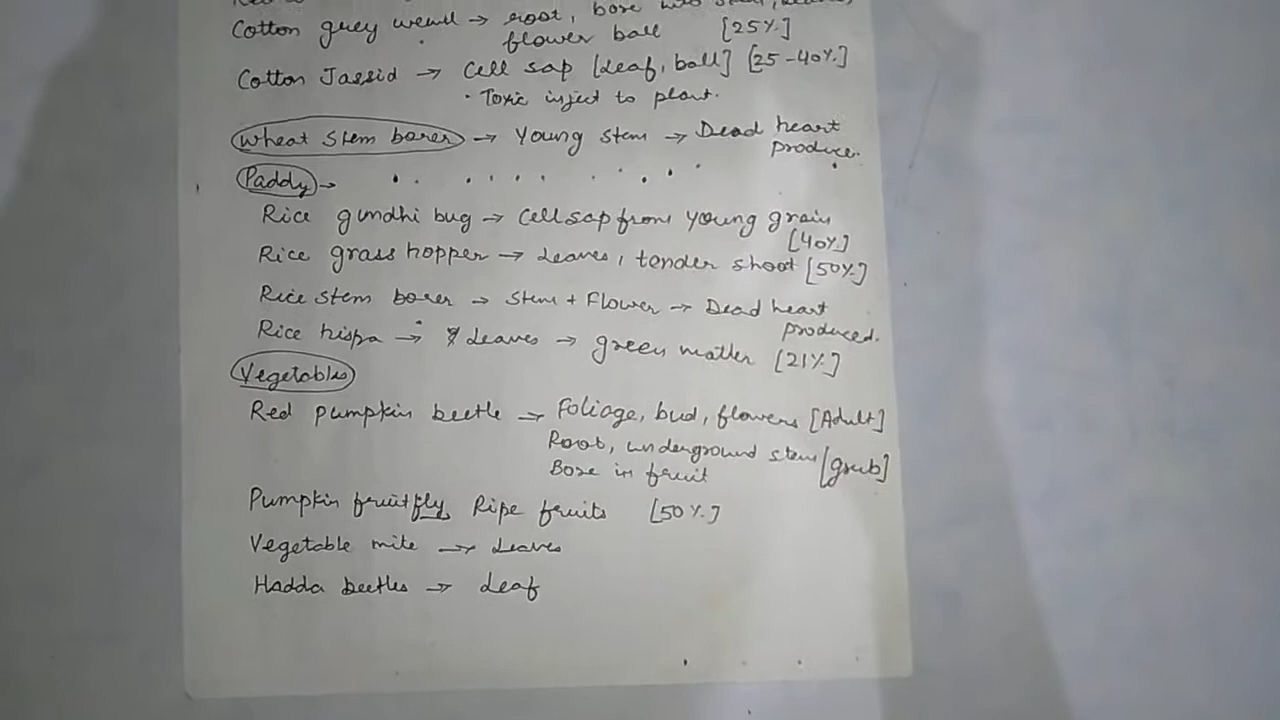 Cotton grey weevil → root, bore into stem,
flower ball [25%]
Cotton Jassid → Cell sap [Leaf, ball] [25-40%]
· Toxic inject to plant.
Wheat stem borer → Young stem → Dead heart
produce.
Paddy →
Rice gundhi bug → Cell sap from young grain
[40%]
Rice grass hopper → Leaves, tender shoot [50%]
Rice stem borer → Stem + Flower → Dead heart
produced.
Rice hispa → Leaves → green matter [21%]
Vegetables
Red pumpkin beetle → Foliage, bud, flowers [Adult]
Root, underground stem [grub]
Bore in fruit
Pumpkin fruitfly Ripe fruits [50%]
Vegetable mite → Leaves
Hadda beetles → Leaf